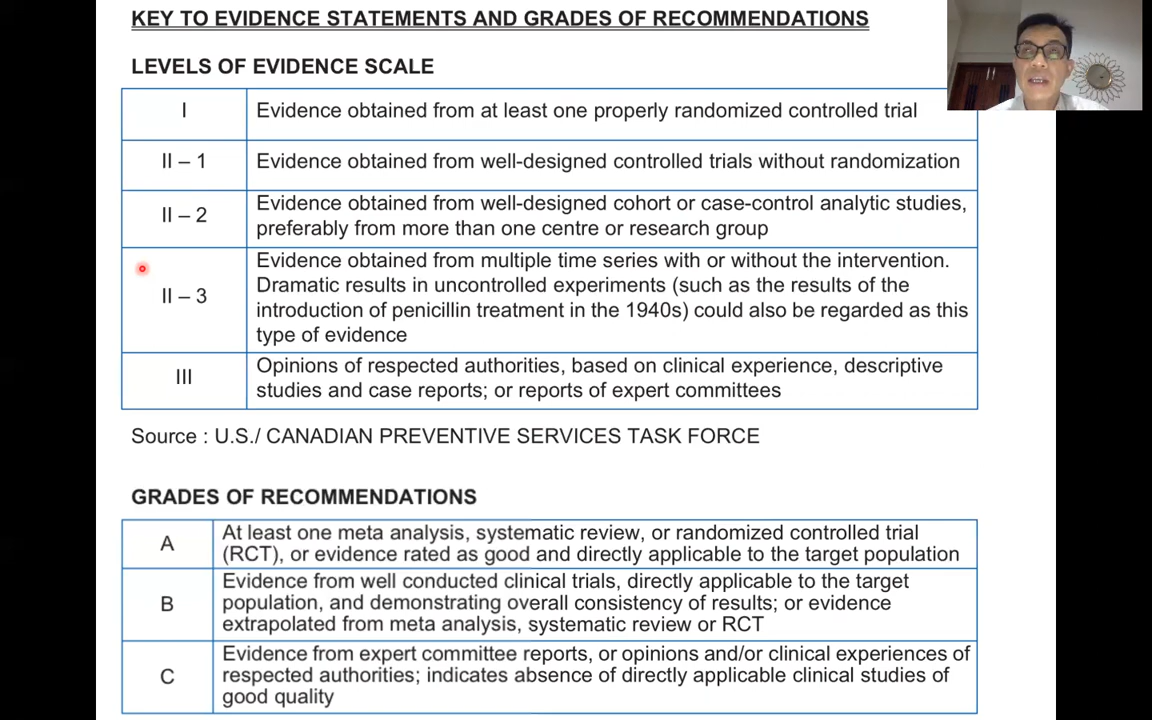 KEY TO EVIDENCE STATEMENTS AND GRADES OF RECOMMENDATIONS
LEVELS OF EVIDENCE SCALE
I
Evidence obtained from at least one properly randomized controlled trial
II – 1
Evidence obtained from well-designed controlled trials without randomization
II – 2
Evidence obtained from well-designed cohort or case-control analytic studies,
preferably from more than one centre or research group
II – 3
Evidence obtained from multiple time series with or without the intervention.
Dramatic results in uncontrolled experiments (such as the results of the
introduction of penicillin treatment in the 1940s) could also be regarded as this
type of evidence
III
Opinions of respected authorities, based on clinical experience, descriptive
studies and case reports; or reports of expert committees
Source : U.S./ CANADIAN PREVENTIVE SERVICES TASK FORCE
GRADES OF RECOMMENDATIONS
A
At least one meta analysis, systematic review, or randomized controlled trial
(RCT), or evidence rated as good and directly applicable to the target population
B
Evidence from well conducted clinical trials, directly applicable to the target
population, and demonstrating overall consistency of results; or evidence
extrapolated from meta analysis, systematic review or RCT
C
Evidence from expert committee reports, or opinions and/or clinical experiences of
respected authorities; indicates absence of directly applicable clinical studies of
good quality